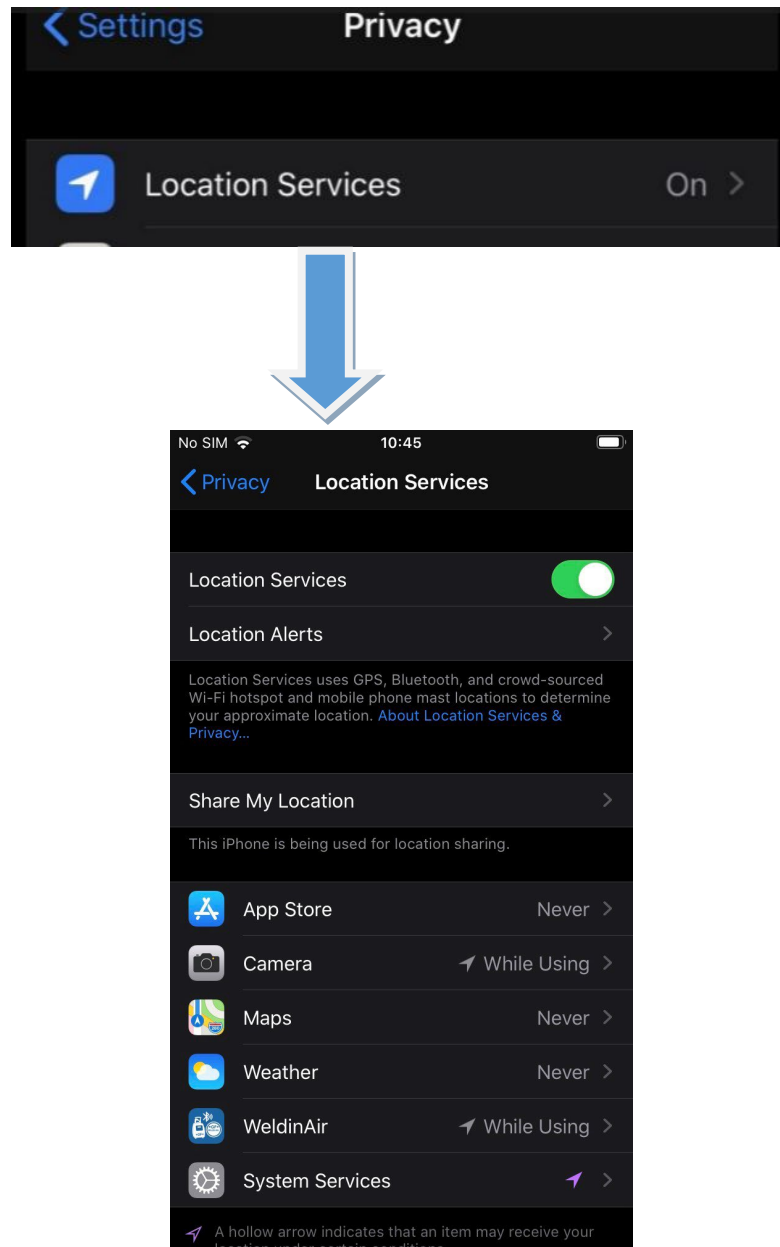 Settings Privacy
Location Services On
No SIM 10:45
Privacy Location Services
Location Services
Location Alerts
Location Services uses GPS, Bluetooth, and crowd-sourced
Wi-Fi hotspot and mobile phone mast locations to determine
your approximate location. About Location Services &
Privacy...
Share My Location
This iPhone is being used for location sharing.
App Store Never
Camera While Using
Maps Never
Weather Never
WeldinAir While Using
System Services
A hollow arrow indicates that an item may receive your
location under certain conditions